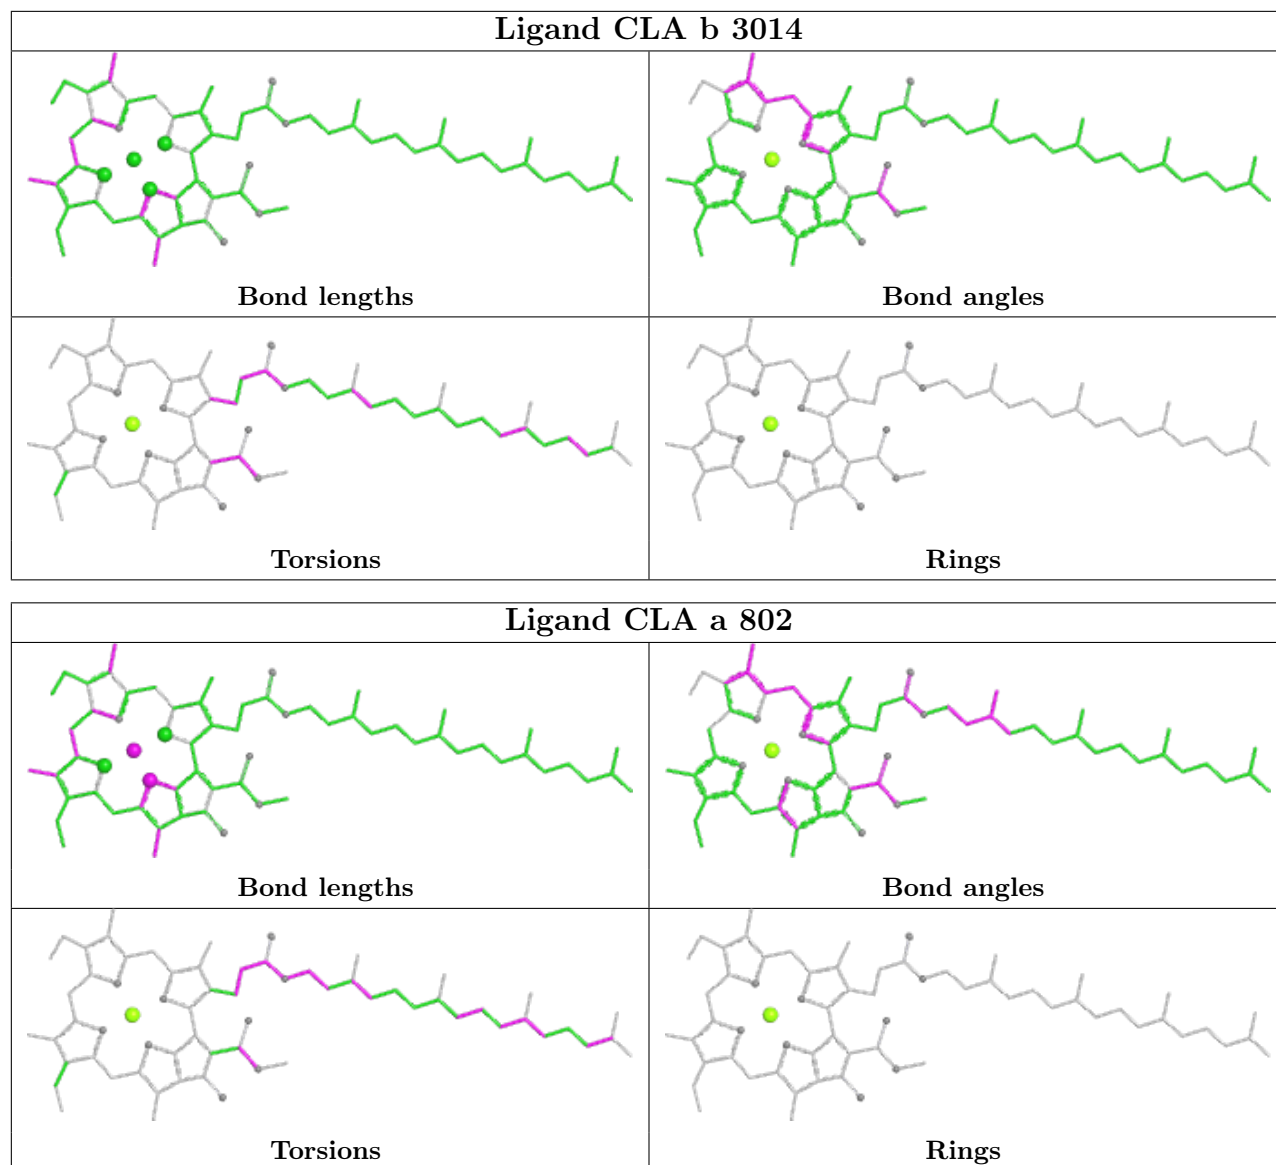 Ligand CLA b 3014
Bond lengths
Bond angles
Torsions
Rings
Ligand CLA a 802
Bond lengths
Bond angles
Torsions
Rings